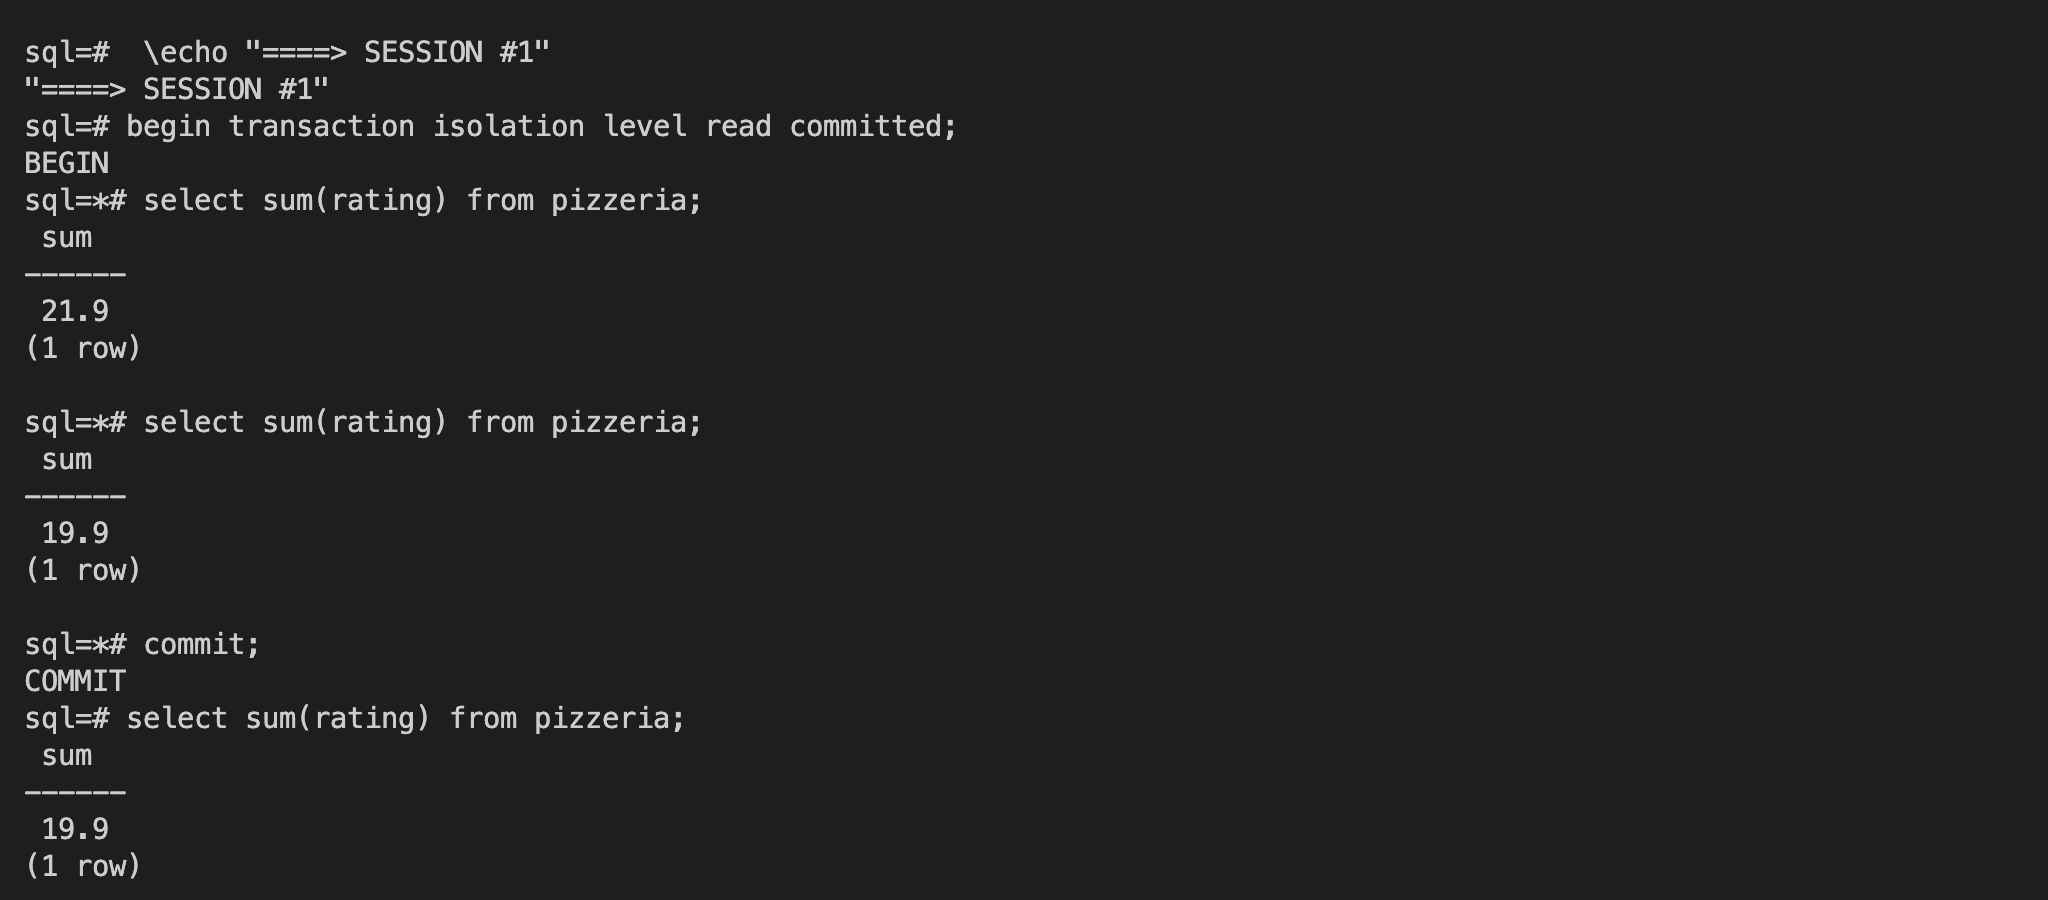 sql=#  \echo "====> SESSION #1"
"====> SESSION #1"
sql=# begin transaction isolation level read committed;
BEGIN
sql=*# select sum(rating) from pizzeria;
 sum
------
 21.9
(1 row)

sql=*# select sum(rating) from pizzeria;
 sum
------
 19.9
(1 row)

sql=*# commit;
COMMIT
sql=# select sum(rating) from pizzeria;
 sum
------
 19.9
(1 row)